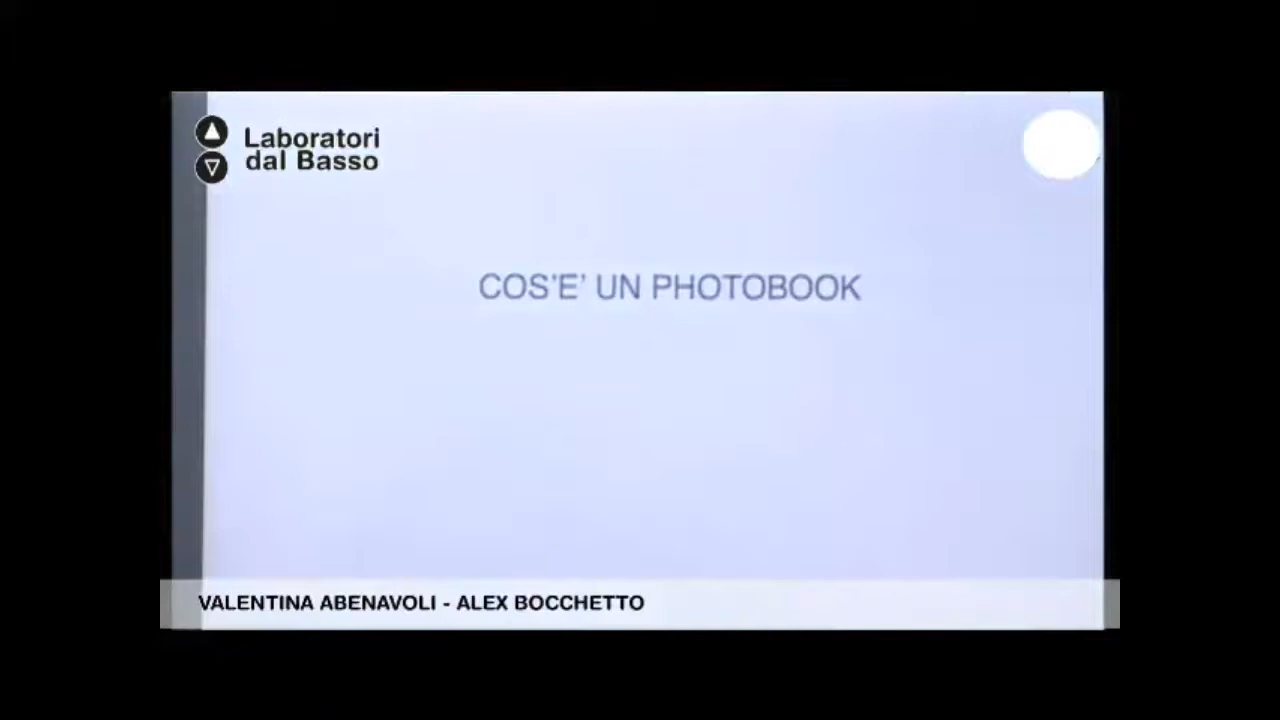 Laboratori
dal Basso
COS'E' UN PHOTOBOOK
VALENTINA ABENAVOLI - ALEX BOCCHETTO